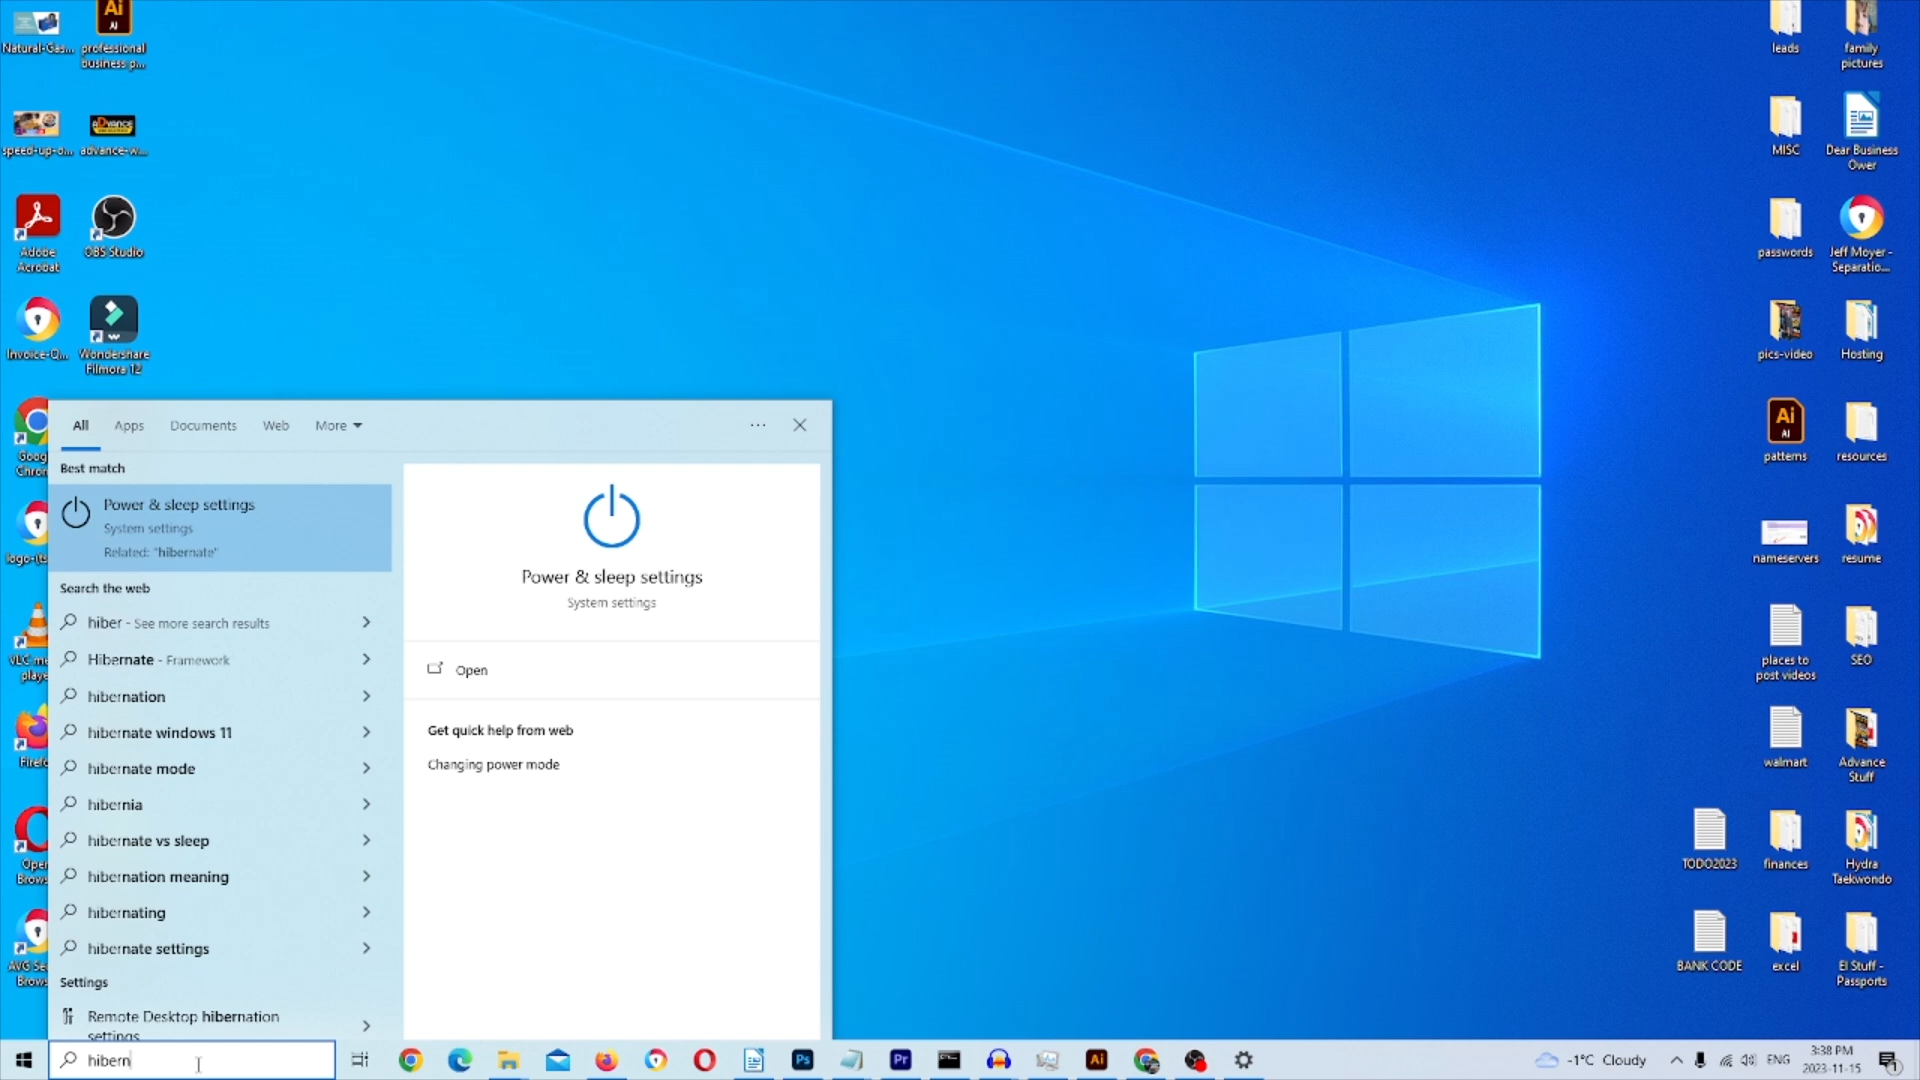 Natural-Gas...
professional
business p...
speed-up-o...
advance-w...
Adobe
Acrobat
OBS Studio
Invoice-O...
Wondershare
Filmora 12
leads
family
pictures
MISC
Dear Business
Ower
passwords
Jeff Moyer -
Separatio...
pics-video
Hosting
patterns
resources
nameservers
resume
places to
post videos
SEO
walmart
Advance
Stuff
TODO2023
finances
Hydra
Taekwondo
BANK CODE
excel
EI Stuff -
Passports
All
Apps
Documents
Web
More
Best match
Power & sleep settings
System settings
Related: "hibernate"
Search the web
hiber - See more search results
Hibernate - Framework
hibernation
hibernate windows 11
hibernate mode
hibernia
hibernate vs sleep
hibernation meaning
hibernating
hibernate settings
Settings
Remote Desktop hibernation
settings
Power & sleep settings
System settings
Open
Get quick help from web
Changing power mode
hibern
-1°C Cloudy
ENG
3:38 PM
2023-11-15